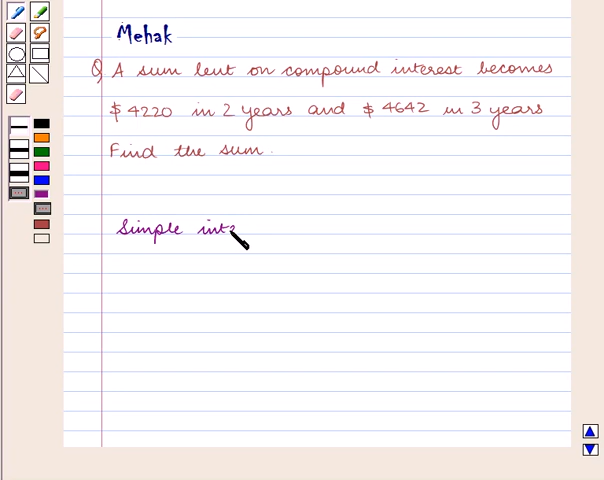 Mehak
Q A sum lent on compound interest becomes
$ 4220 in 2 years and $ 4642 in 3 years
Find the sum.
Simple int